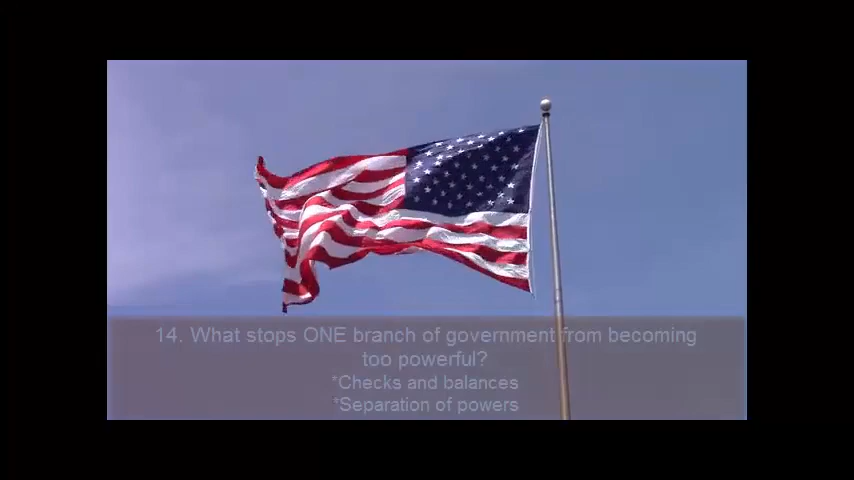 14. What stops ONE branch of government from becoming
too powerful?
*Checks and balances
*Separation of powers